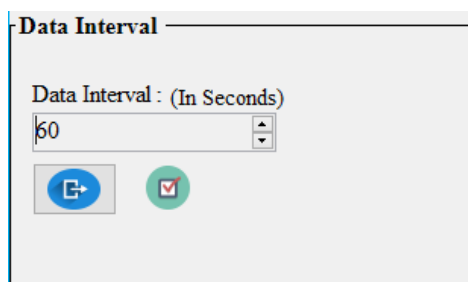 Data Interval
Data Interval : (In Seconds)
60